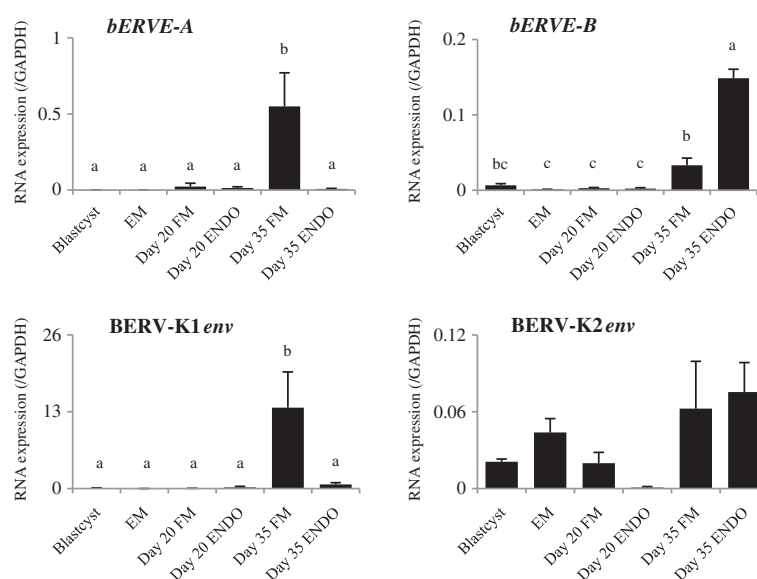 bERVE-A
RNA expression (/GAPDH)
1
0.5
0
a
a
a
a
b
a
Blastcyst
EM
Day 20 FM
Day 20 ENDO
Day 35 FM
Day 35 ENDO
bERVE-B
RNA expression (/GAPDH)
0.2
0.1
0
bc
c
c
c
b
a
Blastcyst
EM
Day 20 FM
Day 20 ENDO
Day 35 FM
Day 35 ENDO
BERV-K1 env
RNA expression (/GAPDH)
26
13
0
a
a
a
a
b
a
Blastcyst
EM
Day 20 FM
Day 20 ENDO
Day 35 FM
Day 35 ENDO
BERV-K2 env
RNA expression (/GAPDH)
0.12
0.06
0
Blastcyst
EM
Day 20 FM
Day 20 ENDO
Day 35 FM
Day 35 ENDO